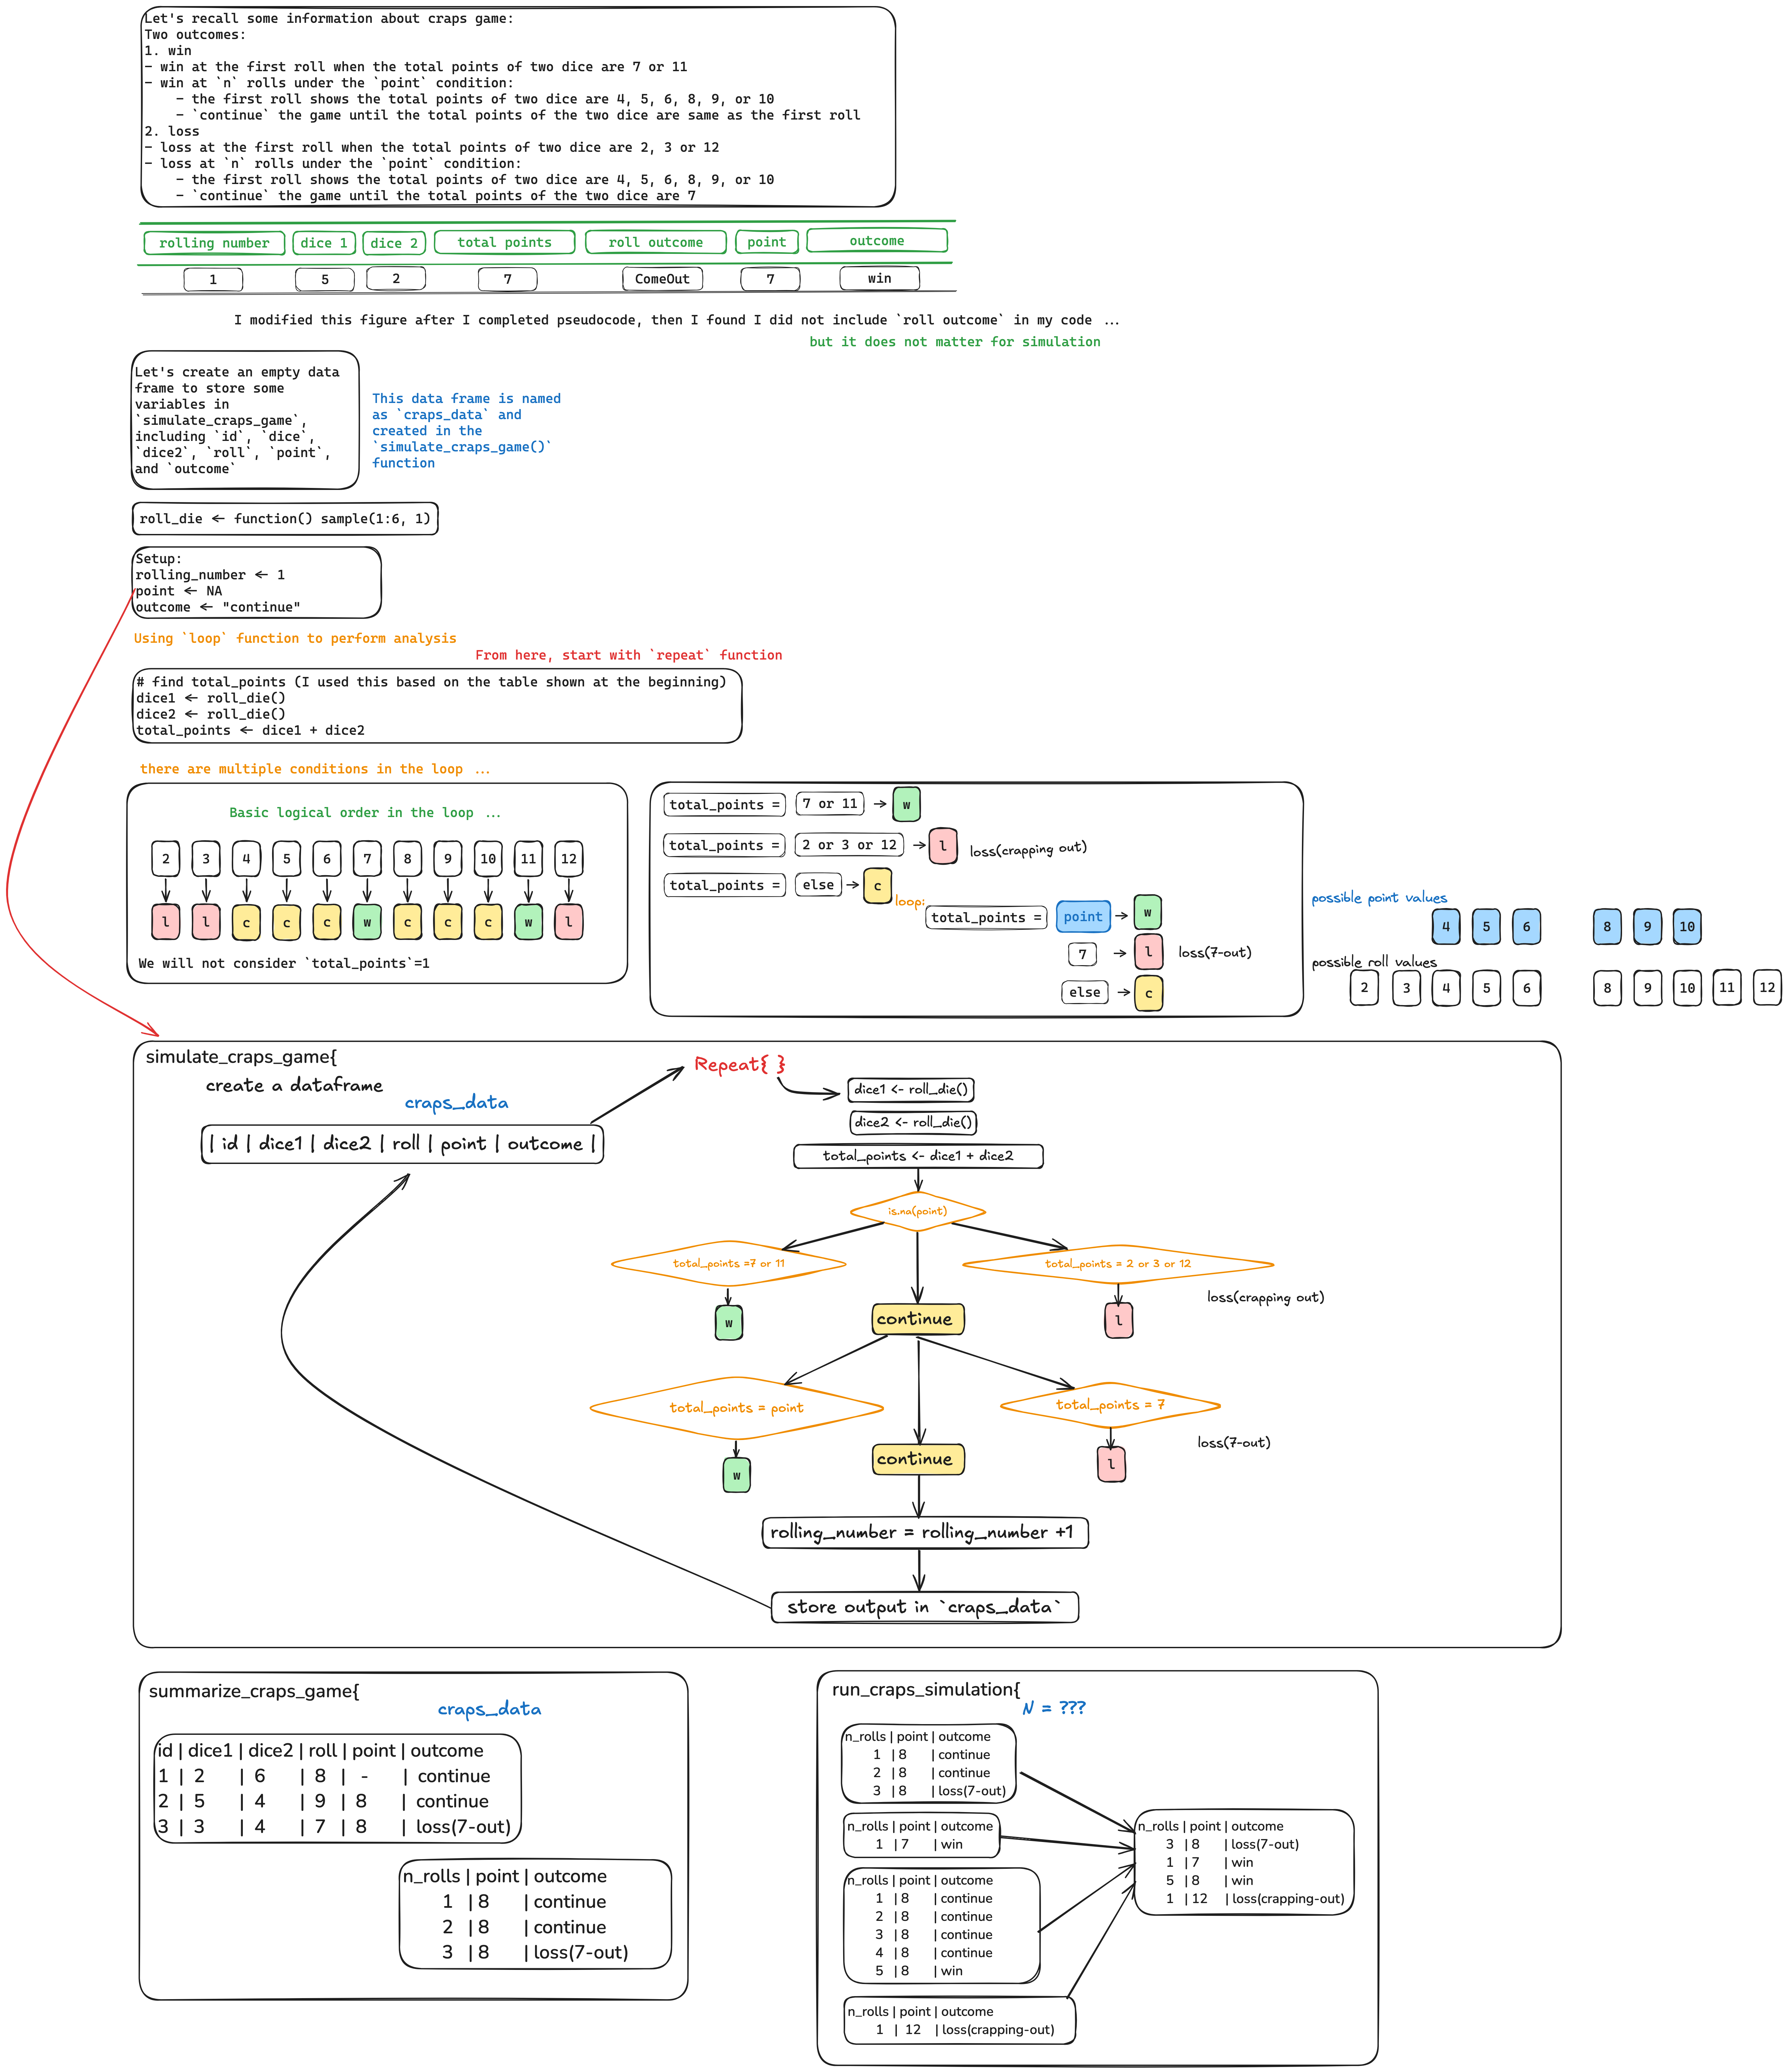 Let's recall some information about craps game:
Two outcomes:
1. win
- win at the first roll when the total points of two dice are 7 or 11
- win at `n` rolls under the `point` condition:
- the first roll shows the total points of two dice are 4, 5, 6, 8, 9, or 10
- `continue` the game until the total points of the two dice are same as the first roll
2. loss
- loss at the first roll when the total points of two dice are 2, 3 or 12
- loss at `n` rolls under the `point` condition:
- the first roll shows the total points of two dice are 4, 5, 6, 8, 9, or 10
- `continue` the game until the total points of the two dice are 7
rolling number dice 1 dice 2 total points roll outcome point outcome
1 5 2 7 ComeOut 7 win
I modified this figure after I completed pseudocode, then I found I did not include `roll outcome` in my code ...
but it does not matter for simulation
Let's create an empty data
frame to store some
variables in
`simulate_craps_game`,
including `id`, `dice`,
`dice2`, `roll`, `point`,
and `outcome`
This data frame is named
as `craps_data` and
created in the
`simulate_craps_game()`
function
roll_die <- function() sample(1:6, 1)
Setup:
rolling_number <- 1
point <- NA
outcome <- "continue"
Using `loop` function to perform analysis
From here, start with `repeat` function
# find total_points (I used this based on the table shown at the beginning)
dice1 <- roll_die()
dice2 <- roll_die()
total_points <- dice1 + dice2
there are multiple conditions in the loop ...
Basic logical order in the loop ...
2 3 4 5 6 7 8 9 10 11 12
l l c c c w c c c w l
We will not consider `total_points`=1
total_points = 7 or 11 w
total_points = 2 or 3 or 12 l loss(crapping out)
total_points = else c
loop:
total_points = point w
7 l loss(7-out)
else c
possible point values
4 5 6 8 9 10
possible roll values
2 3 4 5 6 8 9 10 11 12
simulate_craps_game{
create a dataframe
craps_data
| id | dice1 | dice2 | roll | point | outcome |
Repeat{ }
dice1 <- roll_die()
dice2 <- roll_die()
total_points <- dice1 + dice2
is.na(point)
total_points =7 or 11
total_points = 2 or 3 or 12
loss(crapping out)
w
continue
l
total_points = point
total_points = 7
loss(7-out)
w
continue
l
rolling_number = rolling_number +1
store output in `craps_data`
summarize_craps_game{
craps_data
id | dice1 | dice2 | roll | point | outcome
1 | 2 | 6 | 8 | - | continue
2 | 5 | 4 | 9 | 8 | continue
3 | 3 | 4 | 7 | 8 | loss(7-out)
n_rolls | point | outcome
1 | 8 | continue
2 | 8 | continue
3 | 8 | loss(7-out)
run_craps_simulation{
N = ???
n_rolls | point | outcome
1 | 8 | continue
2 | 8 | continue
3 | 8 | loss(7-out)
n_rolls | point | outcome
1 | 7 | win
n_rolls | point | outcome
1 | 8 | continue
2 | 8 | continue
3 | 8 | continue
4 | 8 | continue
5 | 8 | win
n_rolls | point | outcome
1 | 12 | loss(crapping-out)
n_rolls | point | outcome
3 | 8 | loss(7-out)
1 | 7 | win
5 | 8 | win
1 | 12 | loss(crapping-out)